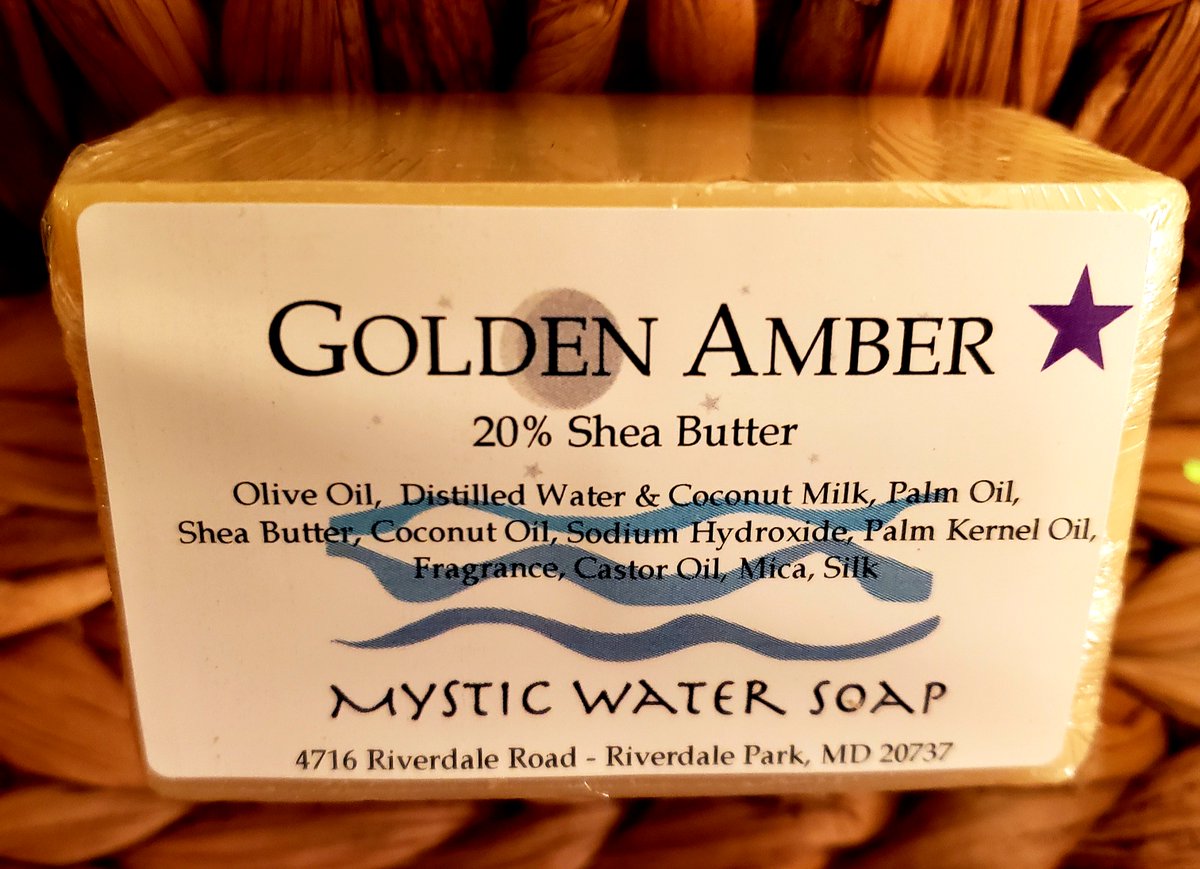 GOLDEN AMBER
20% Shea Butter
Olive Oil, Distilled Water & Coconut Milk, Palm Oil,
Shea Butter, Coconut Oil, Sodium Hydroxide, Palm Kernel Oil,
Fragrance, Castor Oil, Mica, Silk
MYSTIC WATER SOAP
4716 Riverdale Road - Riverdale Park, MD 20737